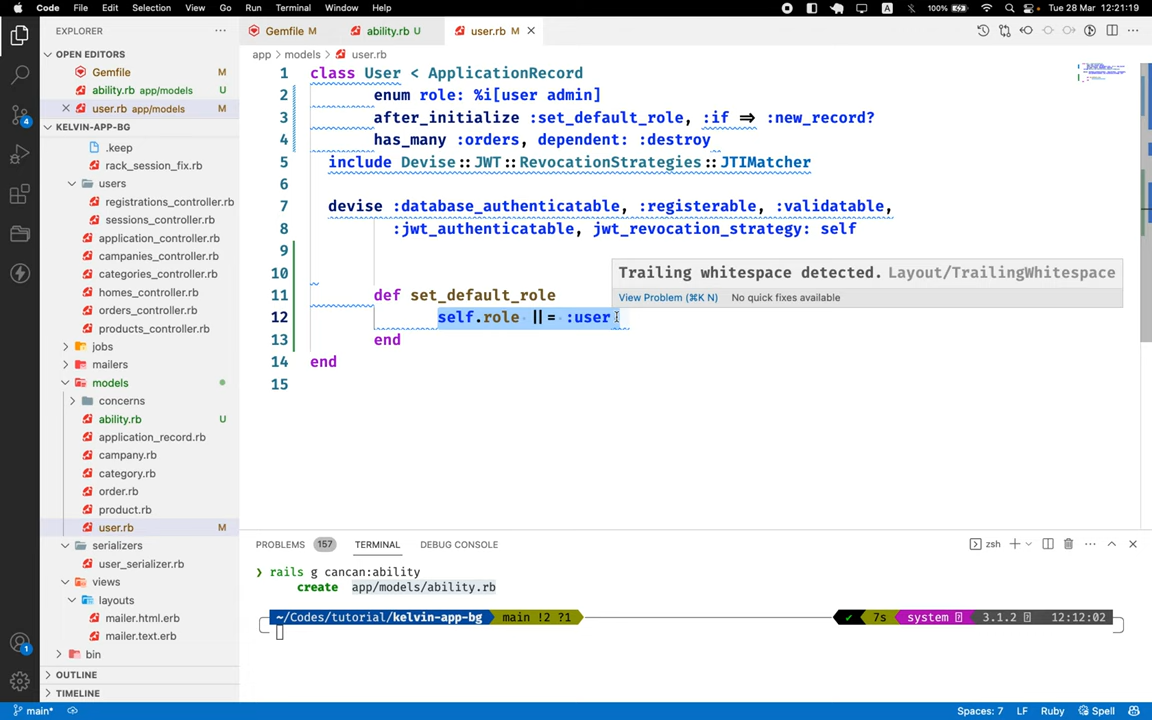 Code File Edit Selection View Go Run Terminal Window Help A 100% Tue 28 Mar 12:21:19
EXPLORER
OPEN EDITORS
Gemfile M
ability.rb app/models U
user.rb app/models M
KELVIN-APP-BG
.keep
rack_session_fix.rb
users
registrations_controller.rb
sessions_controller.rb
application_controller.rb
campanies_controller.rb
categories_controller.rb
homes_controller.rb
orders_controller.rb
products_controller.rb
jobs
mailers
models
concerns
ability.rb U
application_record.rb
campany.rb
category.rb
order.rb
product.rb
user.rb M
serializers
user_serializer.rb
views
layouts
mailer.html.erb
mailer.text.erb
bin
OUTLINE
TIMELINE
4
1
Gemfile M ability.rb U user.rb M
app > models > user.rb
1 class User < ApplicationRecord
2 enum role: %i[user admin]
3 after_initialize :set_default_role, :if => :new_record?
4 has_many :orders, dependent: :destroy
5 include Devise::JWT::RevocationStrategies::JTIMatcher
6
7 devise :database_authenticatable, :registerable, :validatable,
8 :jwt_authenticatable, jwt_revocation_strategy: self
9
10
11 def set_default_role
12 self.role ||= :user
13 end
14 end
15
Trailing whitespace detected. Layout/TrailingWhitespace
View Problem (⌘K N) No quick fixes available
PROBLEMS 157 TERMINAL DEBUG CONSOLE zsh
❯ rails g cancan:ability
create app/models/ability.rb
~/Codes/tutorial/kelvin-app-bg main !2 ?1 ✔ 7s system 3.1.2 12:12:02
main* Spaces: 7 LF Ruby Spell